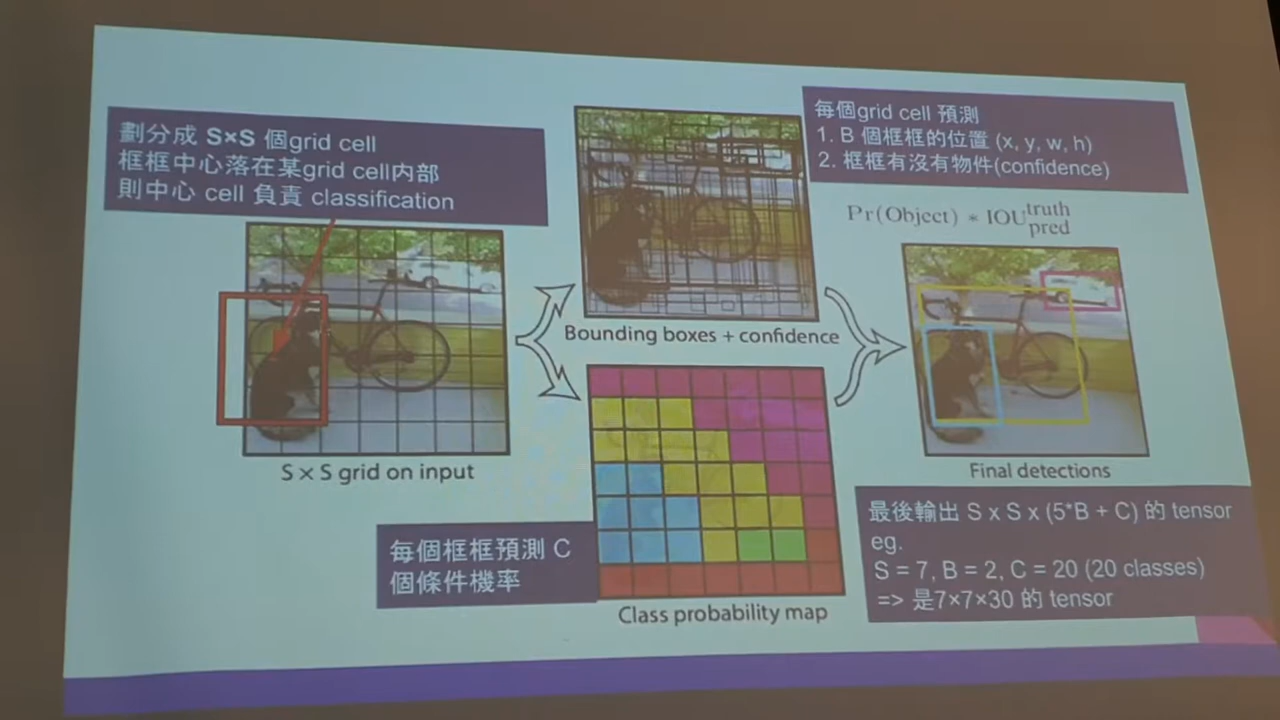 劃分成 S×S 個grid cell
框框中心落在某grid cell內部
則中心 cell 負責 classification
S × S grid on input
每個grid cell 預測
1. B 個框框的位置 (x, y, w, h)
2. 框框有沒有物件(confidence)
Pr(Object) * IOU truth pred
Bounding boxes + confidence
每個框框預測 C
個條件機率
Class probability map
Final detections
最後輸出 S x S x (5*B + C) 的 tensor
eg.
S = 7, B = 2, C = 20 (20 classes)
=> 是7×7×30 的 tensor